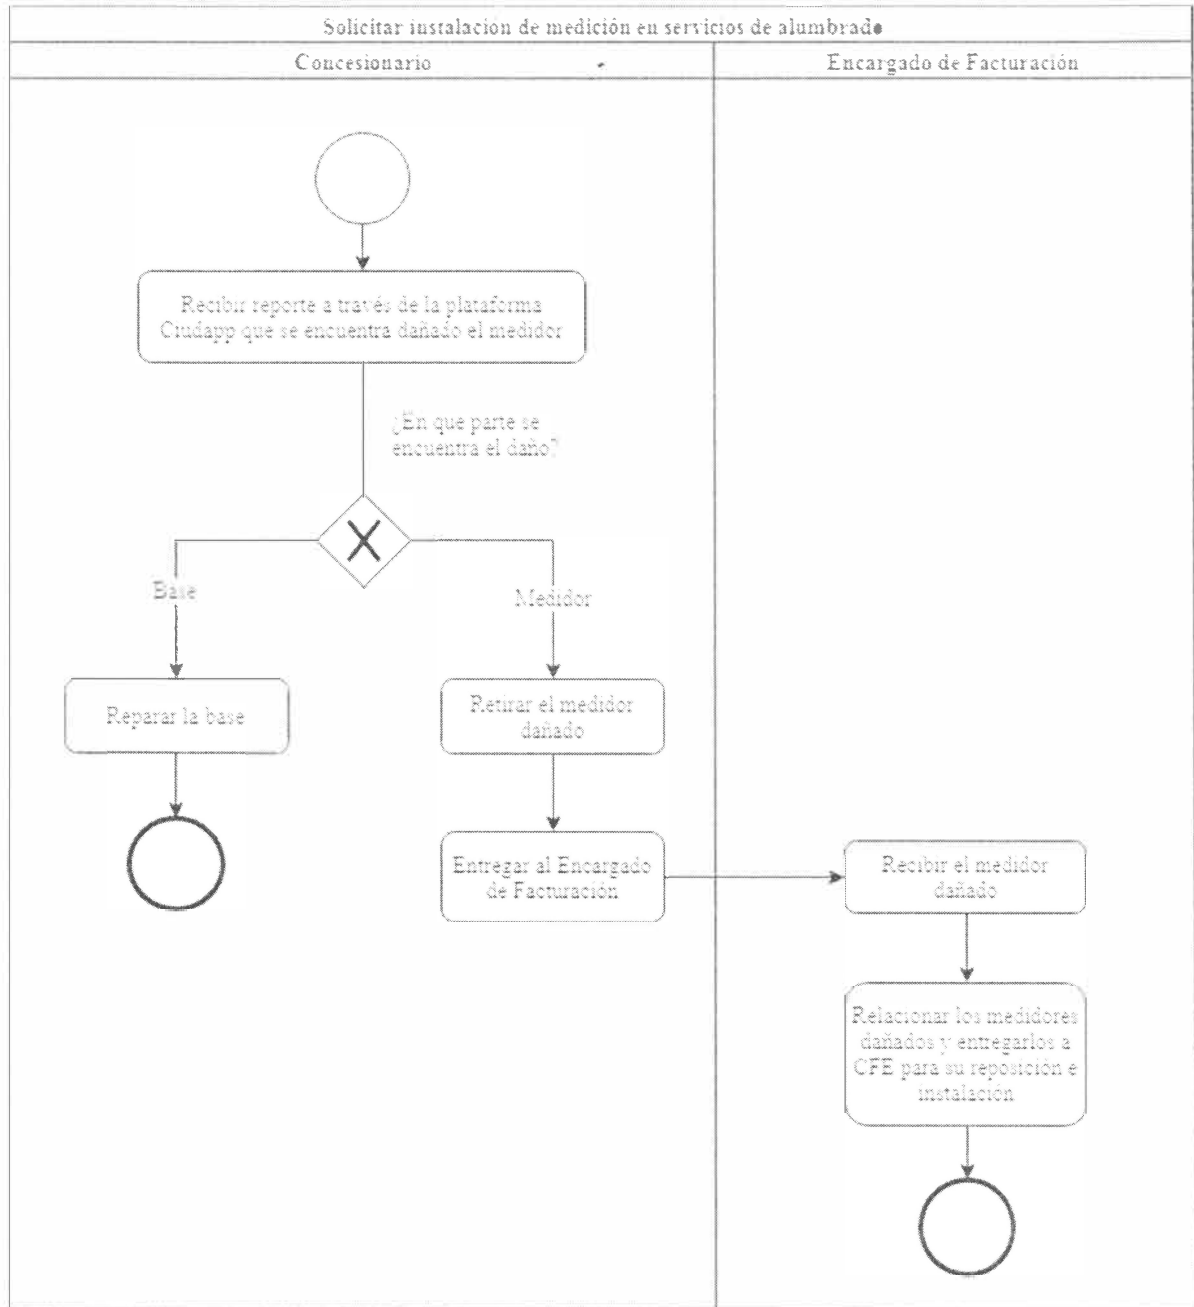 Solicitar instalación de medición en servicios de alumbrado
Concesionario
Encargado de Facturación
Recibir reporte a través de la plataforma
Ciudapp que se encuentra dañado el medidor
¿En que parte se
encuentra el daño?
Base
Medidor
Reparar la base
Retirar el medidor
dañado
Entregar al Encargado
de Facturación
Recibir el medidor
dañado
Relacionar los medidores
dañados y entregarlos a
CFE para su reposición e
instalación